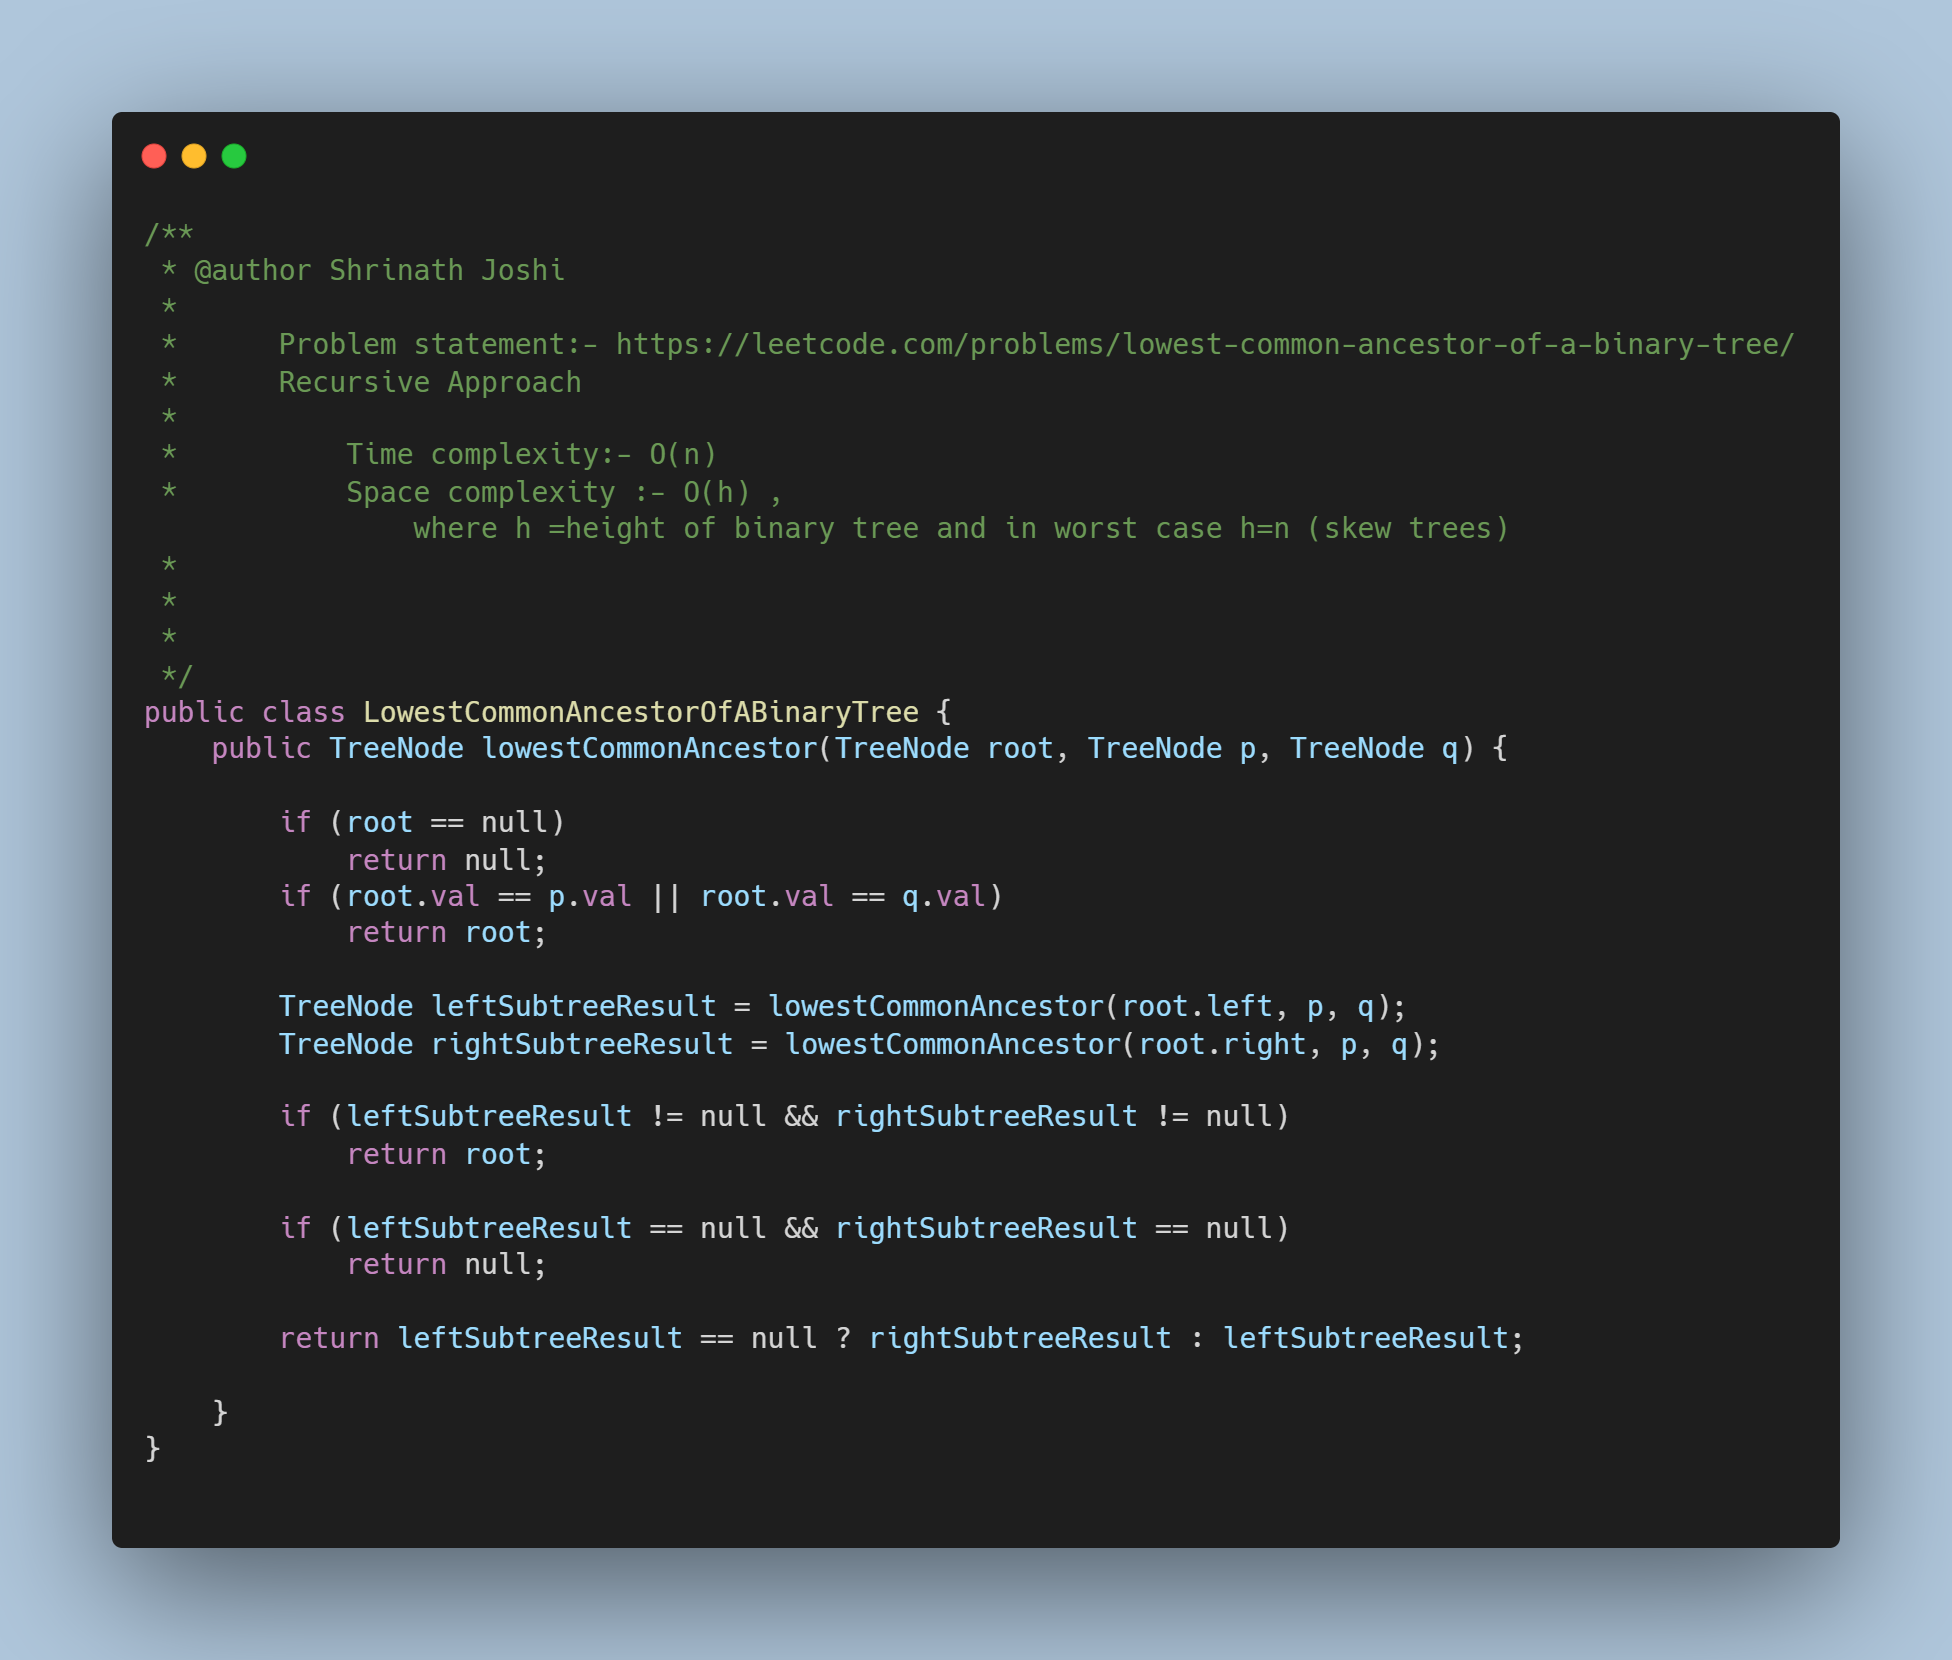 /**
 * @author Shrinath Joshi
 *
 *      Problem statement:- https://leetcode.com/problems/lowest-common-ancestor-of-a-binary-tree/
 *      Recursive Approach
 *
 *          Time complexity:- O(n)
 *          Space complexity :- O(h) ,
                where h =height of binary tree and in worst case h=n (skew trees)
 *
 *
 *
 */
public class LowestCommonAncestorOfABinaryTree {
    public TreeNode lowestCommonAncestor(TreeNode root, TreeNode p, TreeNode q) {

        if (root == null)
            return null;
        if (root.val == p.val || root.val == q.val)
            return root;

        TreeNode leftSubtreeResult = lowestCommonAncestor(root.left, p, q);
        TreeNode rightSubtreeResult = lowestCommonAncestor(root.right, p, q);

        if (leftSubtreeResult != null && rightSubtreeResult != null)
            return root;

        if (leftSubtreeResult == null && rightSubtreeResult == null)
            return null;

        return leftSubtreeResult == null ? rightSubtreeResult : leftSubtreeResult;

    }
}